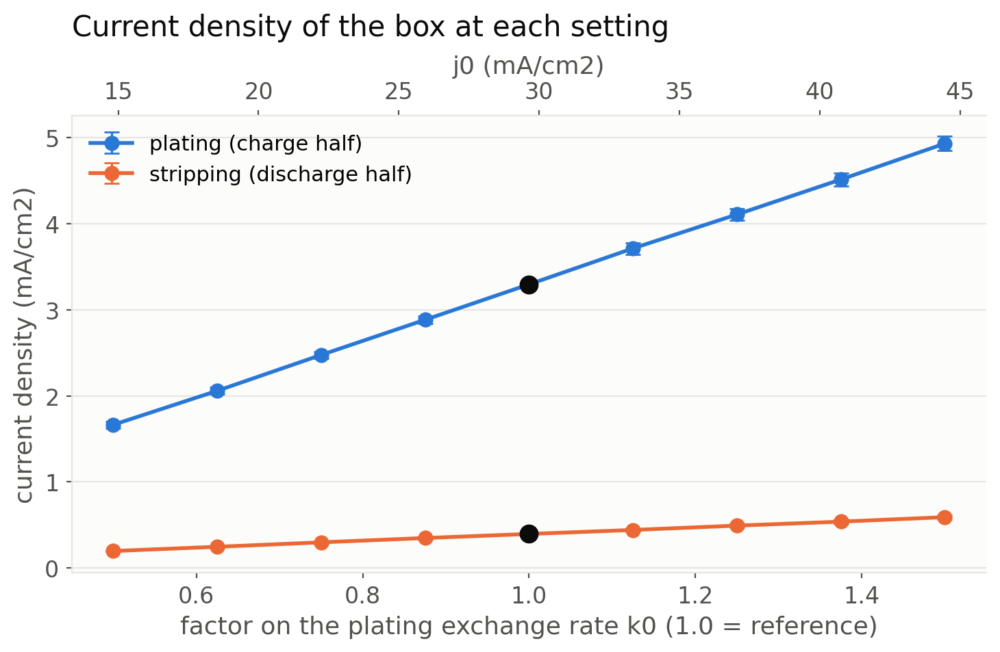 Current density of the box at each setting
j0 (mA/cm2)
15 20 25 30 35 40 45
plating (charge half)
stripping (discharge half)
current density (mA/cm2)
5
4
3
2
1
0
0.6 0.8 1.0 1.2 1.4
factor on the plating exchange rate k0 (1.0 = reference)